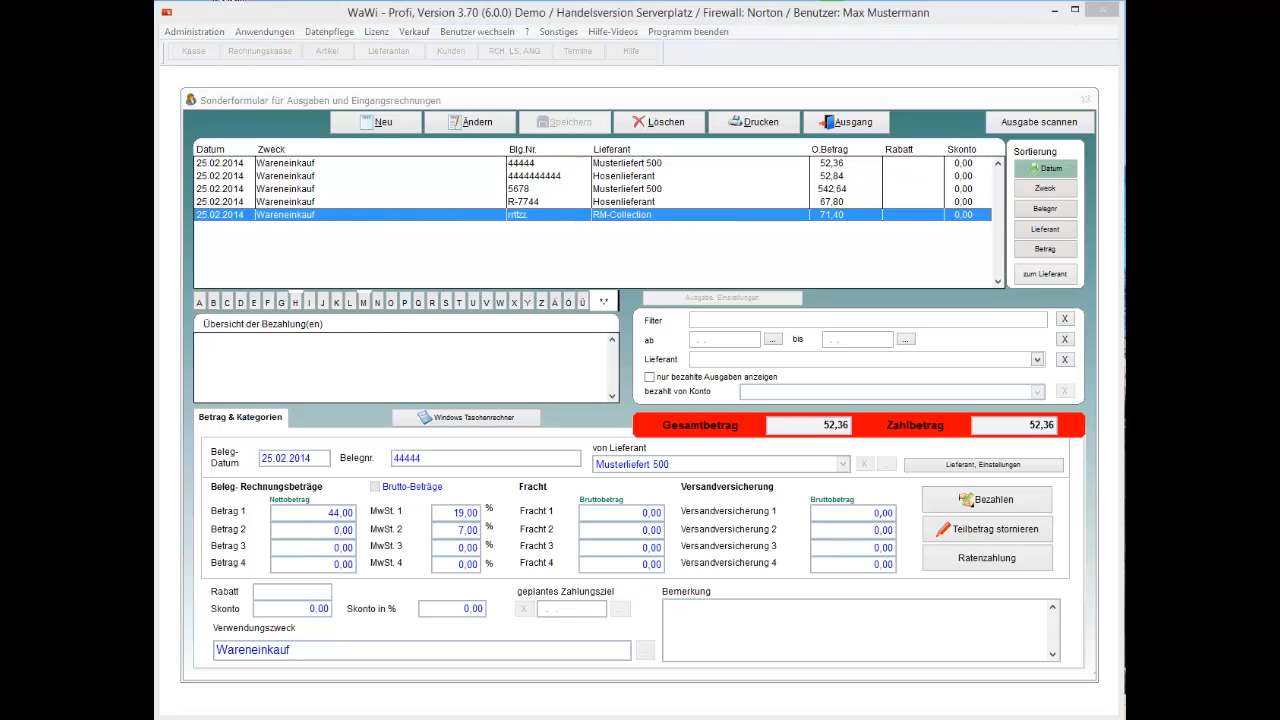 WaWi - Profi, Version 3.70 (6.0.0) Demo / Handelsversion Serverplatz / Firewall: Norton / Benutzer: Max Mustermann
Administration Anwendungen Datenpflege Lizenz Verkauf Benutzer wechseln ? Sonstiges Hilfe-Videos Programm beenden
Kasse Rechnungskasse Artikel Lieferanten Kunden RCH, LS, ANG Termine Hilfe
Sonderformular für Ausgaben und Eingangsrechnungen
Neu Ändern Speichern Löschen Drucken Ausgang Ausgabe scannen
Datum Zweck Blg.Nr. Lieferant O.Betrag Rabatt Skonto
25.02.2014 Wareneinkauf 44444 Musterliefert 500 52,36 0,00
25.02.2014 Wareneinkauf 4444444444 Hosenlieferant 52,84 0,00
25.02.2014 Wareneinkauf 5678 Musterliefert 500 542,64 0,00
25.02.2014 Wareneinkauf R-7744 Hosenlieferant 67,80 0,00
25.02.2014 Wareneinkauf RM-Collection 71,40 0,00
Sortierung
Datum
Zweck
Belegnr
Lieferant
Betrag
zum Lieferant
A B C D E F G H I J K L M N O P Q R S T U V W X Y Z Ä Ö Ü *.*
Ausgabe, Einstellungen
Übersicht der Bezahlung(en)
Filter X
ab . . ... bis . . ... X
Lieferant X
nur bezahlte Ausgaben anzeigen
bezahlt von Konto X
Betrag & Kategorien Windows Taschenrechner
Gesamtbetrag 52,36 Zahlbetrag 52,36
Beleg-Datum 25.02.2014 Belegnr. 44444
von Lieferant
Musterliefert 500 X ... Lieferant, Einstellungen
Beleg- Rechnungsbeträge Brutto-Beträge Fracht Versandversicherung
Nettobetrag Bruttobetrag Bruttobetrag
Betrag 1 44,00 MwSt. 1 19,00 % Fracht 1 0,00 Versandversicherung 1 0,00
Betrag 2 0,00 MwSt. 2 7,00 % Fracht 2 0,00 Versandversicherung 2 0,00
Betrag 3 0,00 MwSt. 3 0,00 % Fracht 3 0,00 Versandversicherung 3 0,00
Betrag 4 0,00 MwSt. 4 0,00 % Fracht 4 0,00 Versandversicherung 4 0,00
Bezahlen
Teilbetrag stornieren
Ratenzahlung
Rabatt geplantes Zahlungsziel Bemerkung
Skonto 0,00 Skonto in % 0,00 X . . ...
Verwendungszweck
Wareneinkauf